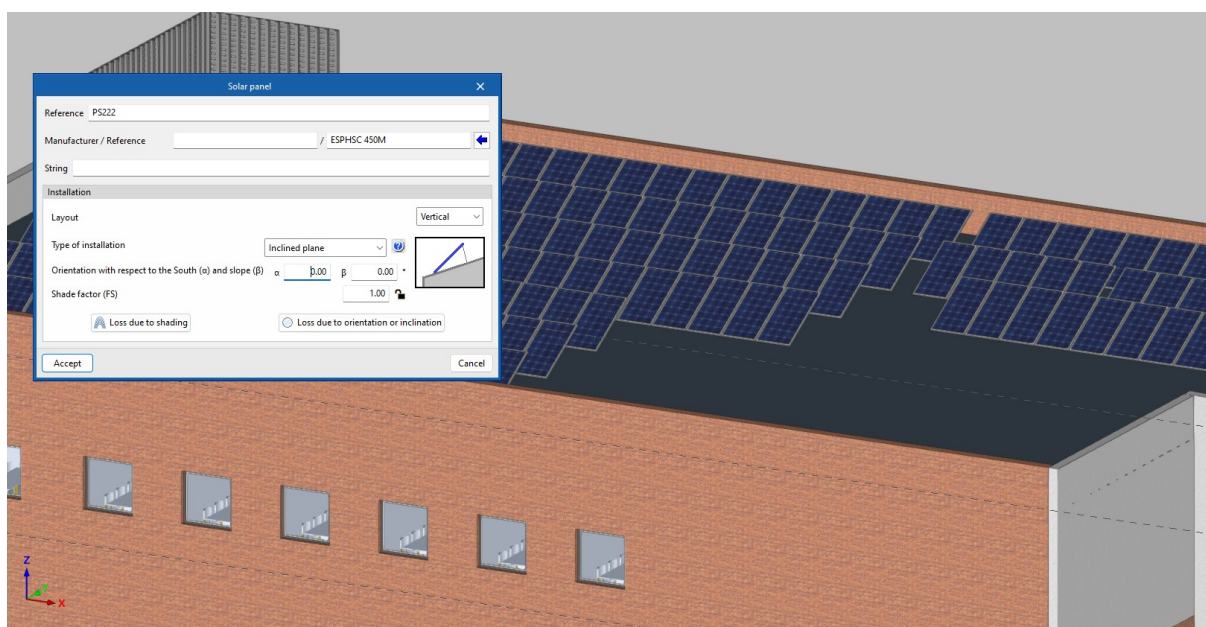 Solar panel
Reference PS222
Manufacturer / Reference / ESPHSC 450M
String
Installation
Layout Vertical
Type of installation Inclined plane
Orientation with respect to the South (α) and slope (β) α 0.00 β 0.00 °
Shade factor (FS) 1.00
Loss due to shading Loss due to orientation or inclination
Accept Cancel
Z
Y
X